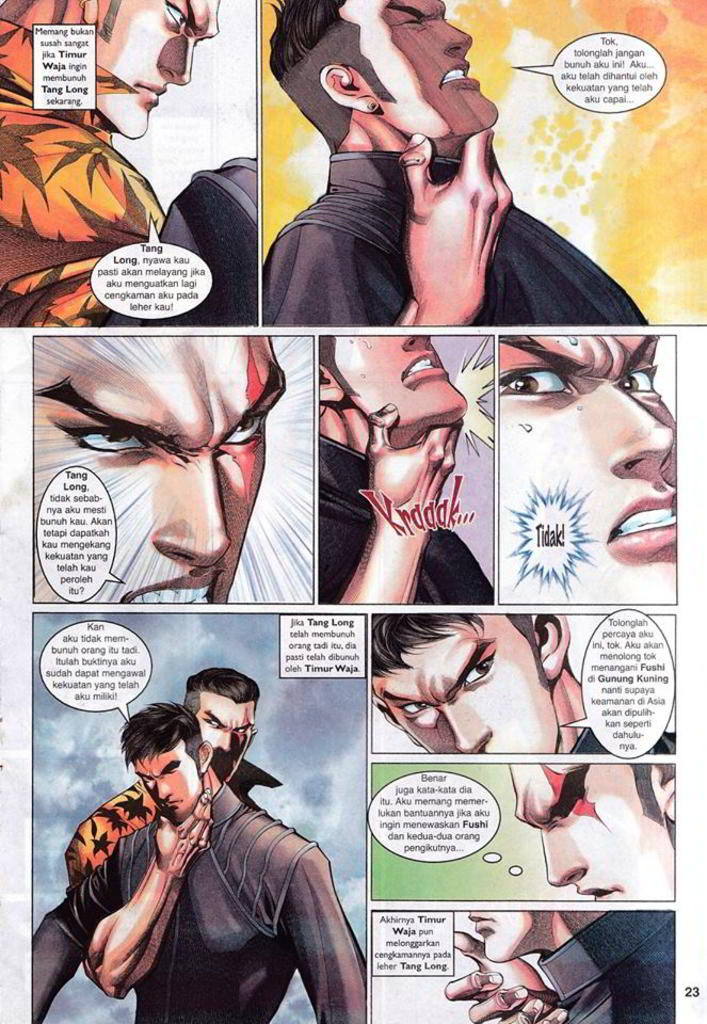 Memang bukan
susah sangat
jika Timur
Waja ingin
membunuh
Tang Long
sekarang.
Tang
Long, nyawa kau
pasti akan melayang jika
aku menguatkan lagi
cengkaman aku pada
leher kau!
Tok,
tolonglah jangan
bunuh aku ini! Aku...
aku telah dihantui oleh
kekuatan yang telah
aku capai...
Tang
Long,
tidak sebab-
nya aku mesti
bunuh kau. Akan
tetapi dapatkah
kau mengekang
kekuatan yang
telah kau
peroleh
itu?
Kraaak...
Tidak!
Kan
aku tidak mem-
bunuh orang itu tadi.
Itulah buktinya aku
sudah dapat mengawal
kekuatan yang telah
aku miliki!
Jika Tang Long
telah membunuh
orang tadi itu, dia
pasti telah dibunuh
oleh Timur Waja.
Tolonglah
percaya aku
ini, tok. Aku akan
menolong tok
menangani Fushi
di Gunung Kuning
nanti supaya
keamanan di Asia
akan dipulih-
kan seperti
dahulu-
nya.
Benar
juga kata-kata dia
itu. Aku memang memer-
lukan bantuannya jika aku
ingin menewaskan Fushi
dan kedua-dua orang
pengikutnya...
Akhirnya Timur
Waja pun
melonggarkan
cengkamannya pada
leher Tang Long.
23